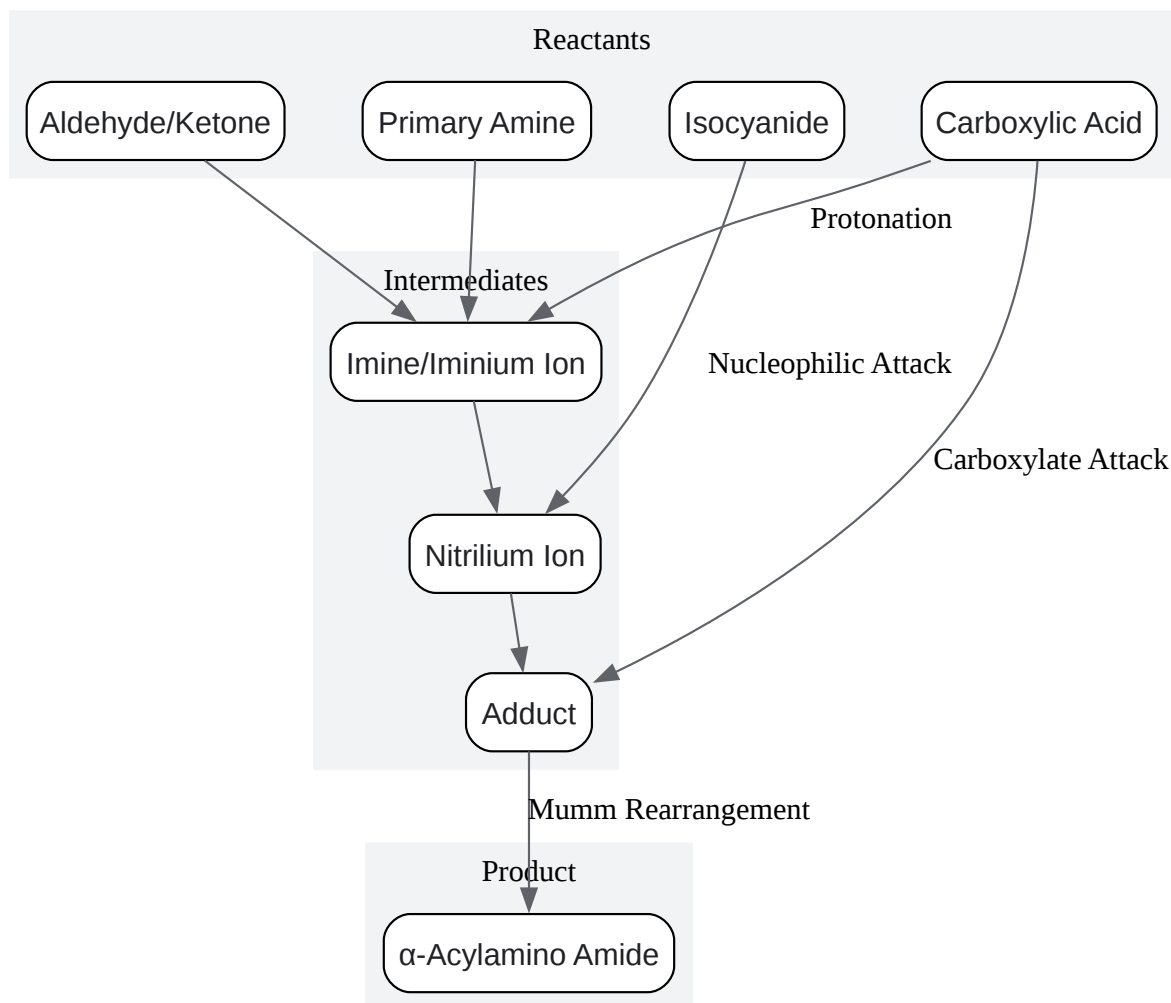 Reactants
Aldehyde/Ketone
Primary Amine
Isocyanide
Carboxylic Acid
Protonation
Intermediates
Imine/Iminium Ion
Nucleophilic Attack
Carboxylate Attack
Nitrilium Ion
Adduct
Mumm Rearrangement
Product
α-Acylamino Amide